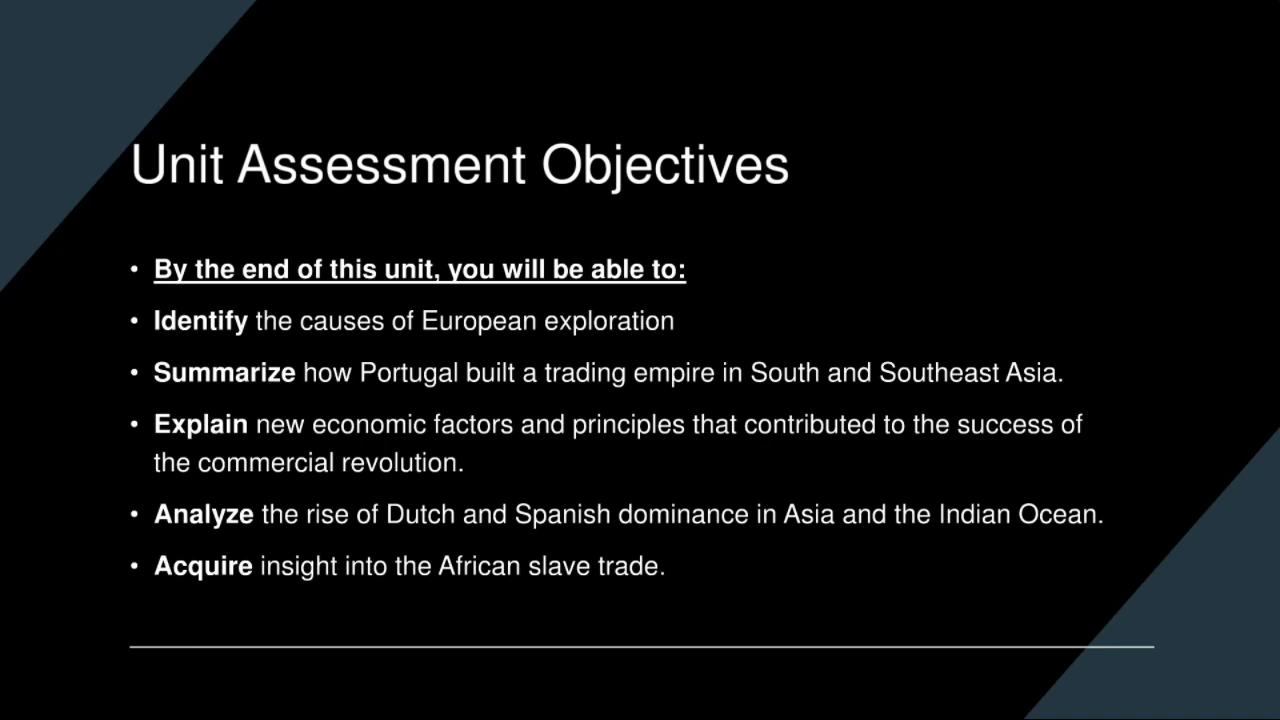 Unit Assessment Objectives
• By the end of this unit, you will be able to:
• Identify the causes of European exploration
• Summarize how Portugal built a trading empire in South and Southeast Asia.
• Explain new economic factors and principles that contributed to the success of
the commercial revolution.
• Analyze the rise of Dutch and Spanish dominance in Asia and the Indian Ocean.
• Acquire insight into the African slave trade.